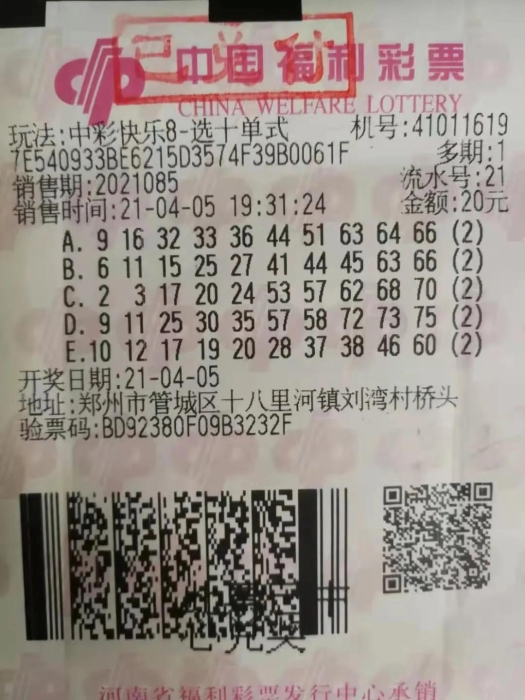 已兑付
中国福利彩票
CHINA WELFARE LOTTERY
玩法:中彩快乐8-选十单式 机号:41011619
7E540933BE6215D3574F39B0061F 多期:1
销售期:2021085 流水号:21
销售时间:21-04-05 19:31:24 金额:20元
A. 9 16 32 33 36 44 51 63 64 66 (2)
B. 6 11 15 25 27 41 44 45 63 66 (2)
C. 2 3 17 20 24 53 57 62 68 70 (2)
D. 9 11 25 30 35 57 58 72 73 75 (2)
E.10 12 17 19 20 28 37 38 46 60 (2)
开奖日期:21-04-05
地址:郑州市管城区十八里河镇刘湾村桥头
验票码:BD92380F09B3232F
河南省福利彩票发行中心承销